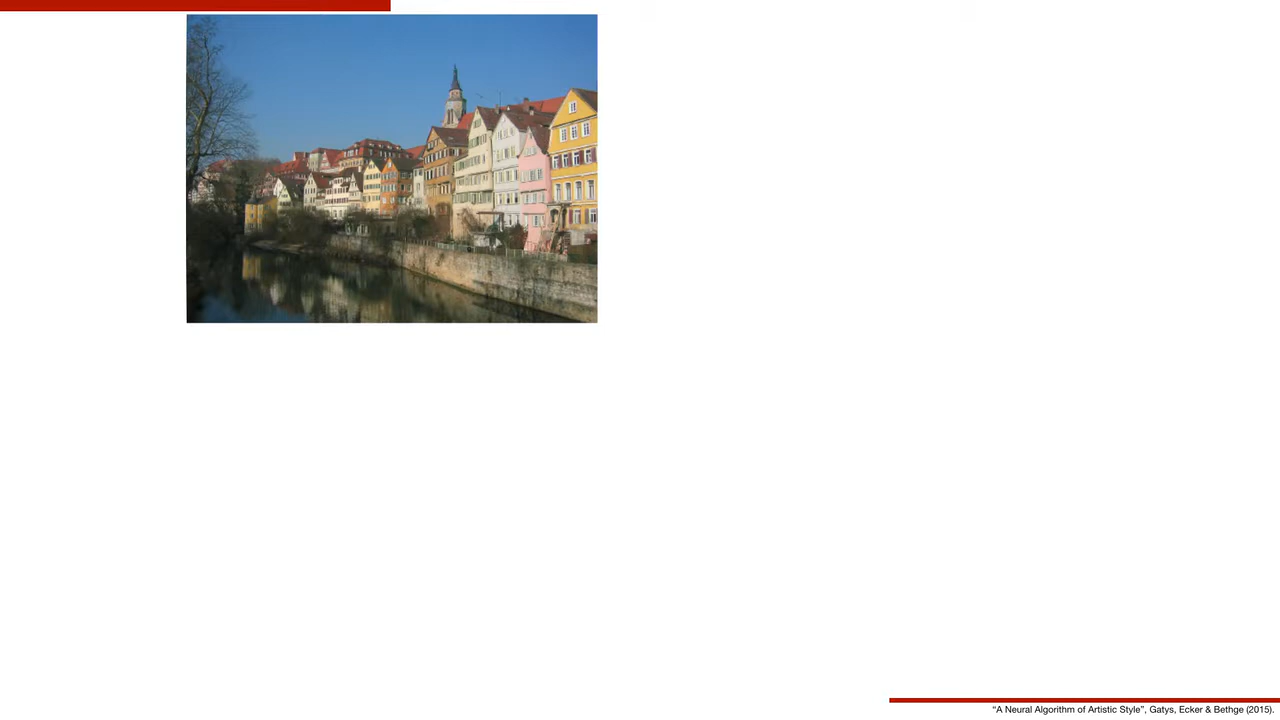 “A Neural Algorithm of Artistic Style”, Gatys, Ecker & Bethge (2015).